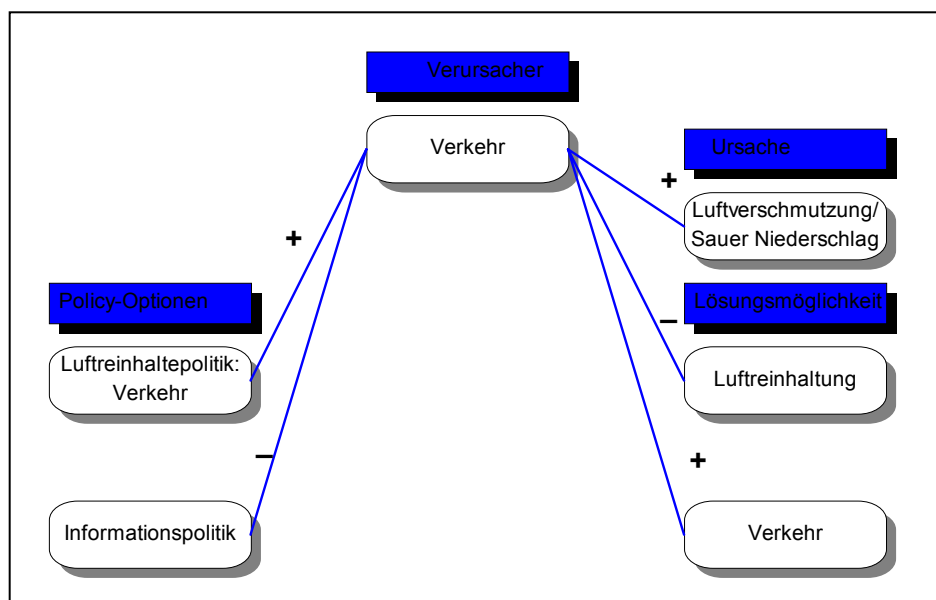 Verursacher
Verkehr
Ursache
+
Luftverschmutzung/
Sauer Niederschlag
+
Policy-Optionen
Lösungsmöglichkeit
–
Luftreinhaltepolitik:
Verkehr
Luftreinhaltung
–
+
Informationspolitik
Verkehr